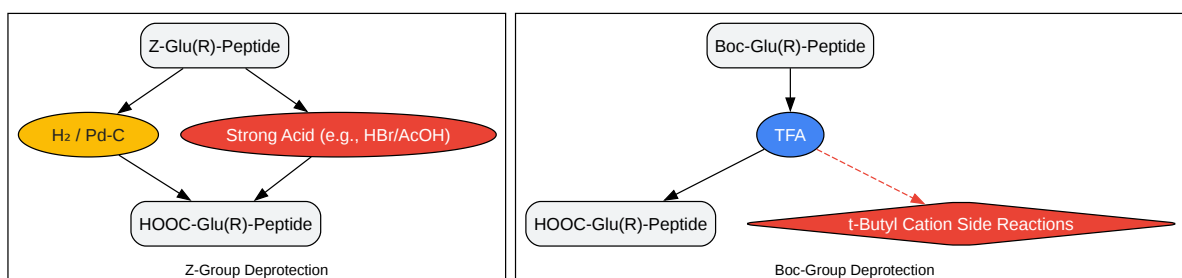 Z-Glu(R)-Peptide
H₂ / Pd-C
Strong Acid (e.g., HBr/AcOH)
HOOC-Glu(R)-Peptide
Z-Group Deprotection
Boc-Glu(R)-Peptide
TFA
HOOC-Glu(R)-Peptide
t-Butyl Cation Side Reactions
Boc-Group Deprotection